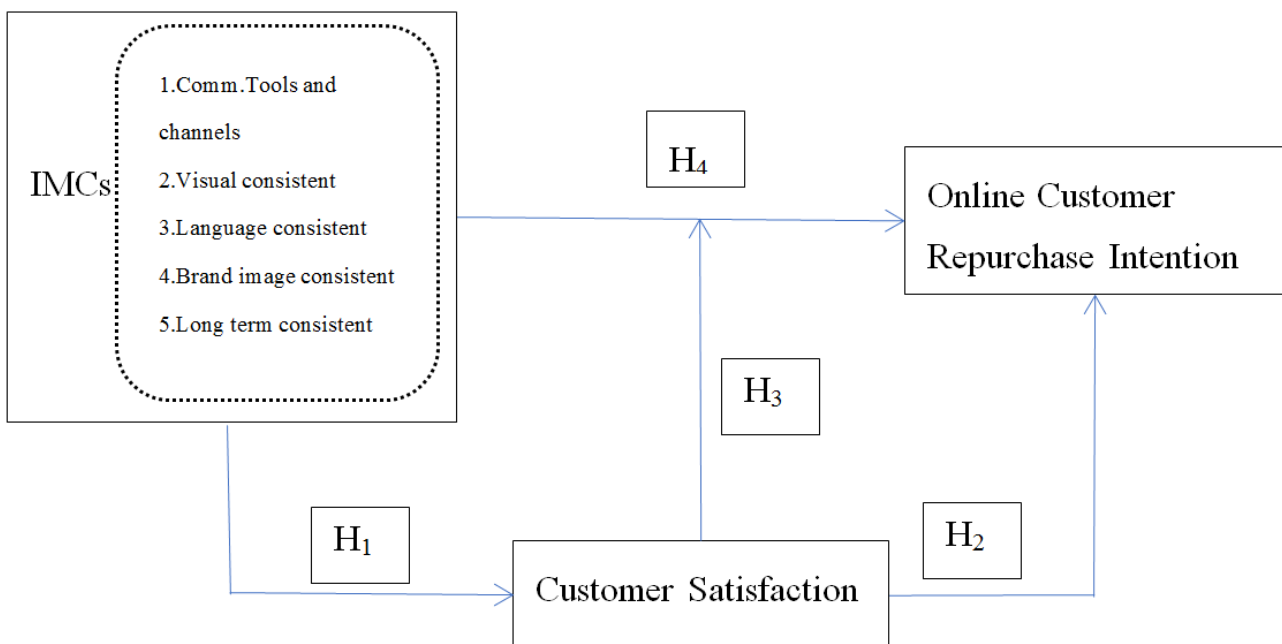 IMCs
1.Comm.Tools and
channels
2.Visual consistent
3.Language consistent
4.Brand image consistent
5.Long term consistent
H₄
Online Customer
Repurchase Intention
H₃
H₁
Customer Satisfaction
H₂